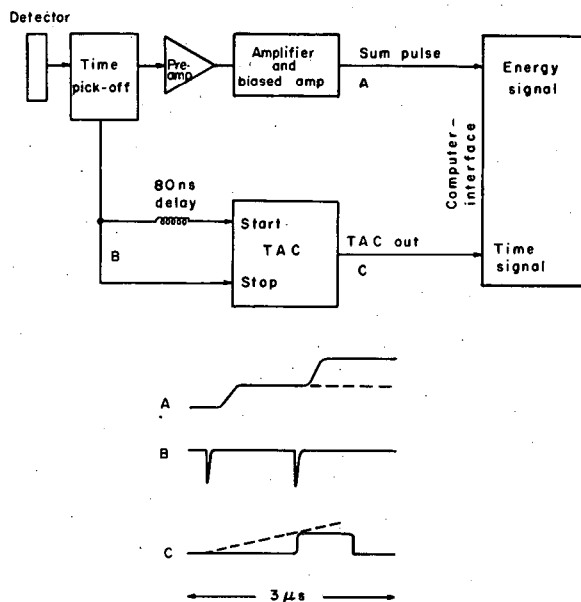 Detector
Time
pick-off
Pre-
amp
Amplifier
and
biased amp
Sum pulse
A
Energy
signal
Computer-
interface
80ns
delay
B
Start
TAC
Stop
TAC out
C
Time
signal
A
B
C
3 μs